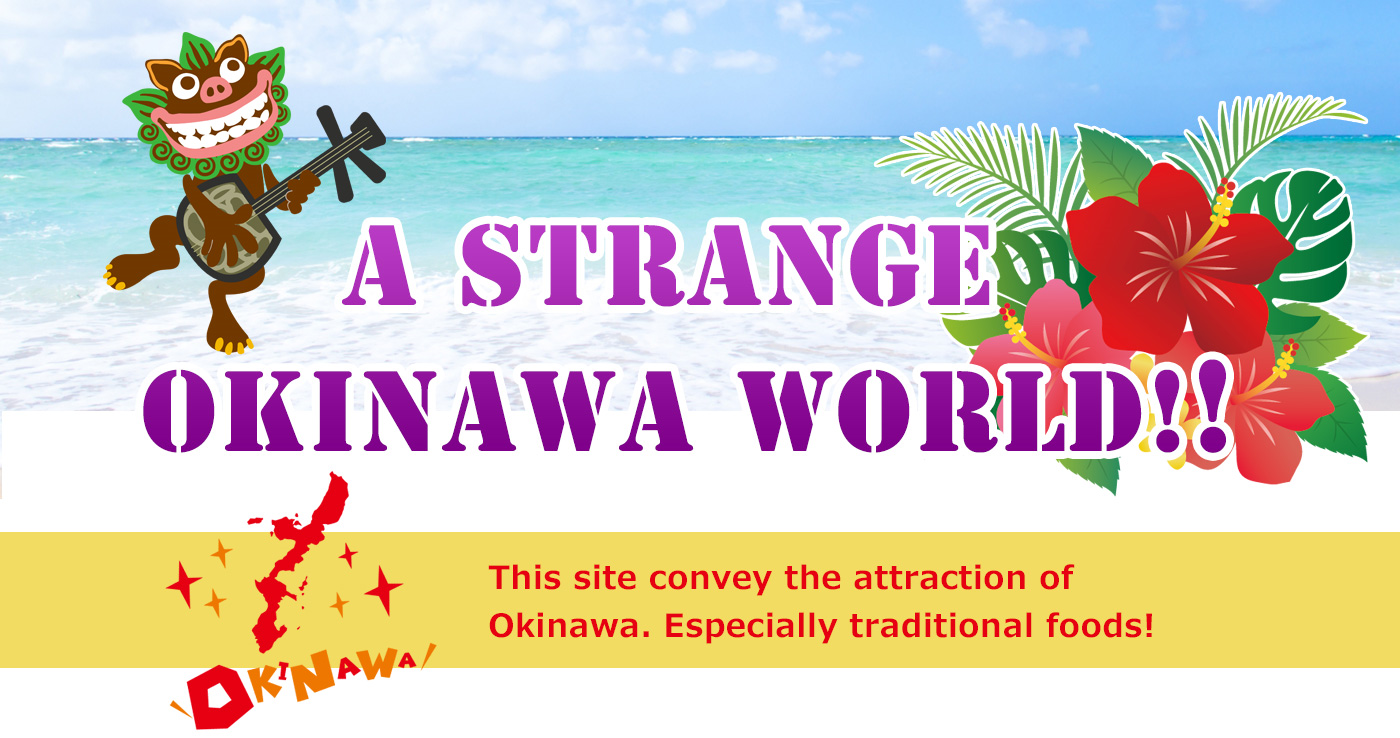 A STRANGE
OKINAWA WORLD!!
This site convey the attraction of
Okinawa. Especially traditional foods!
OKINAWA